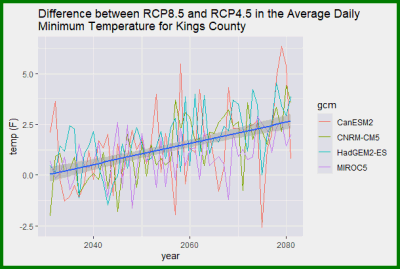 Difference between RCP8.5 and RCP4.5 in the Average Daily
Minimum Temperature for Kings County
temp (F)
5.0
2.5
0.0
-2.5
2040
2060
2080
year
gcm
CanESM2
CNRM-CM5
HadGEM2-ES
MIROC5